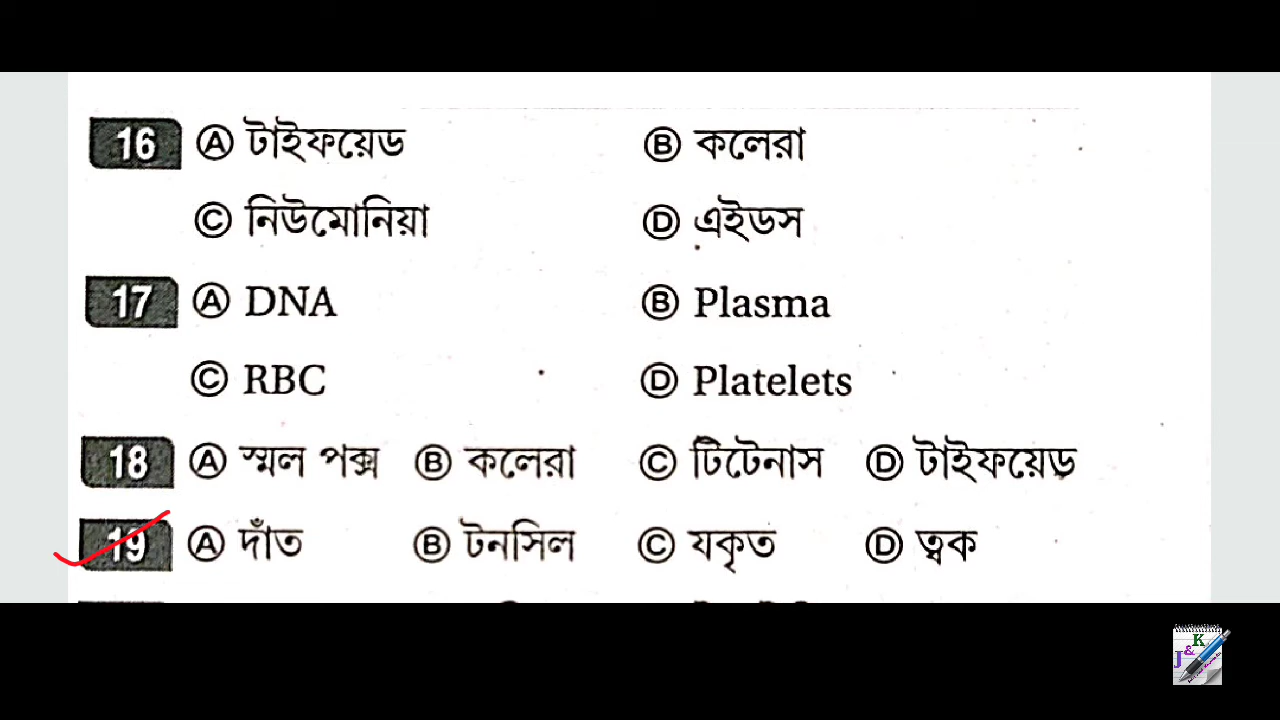 16 Ⓐ টাইফয়েড Ⓑ কলেরা
Ⓒ নিউমোনিয়া Ⓓ এইডস
17 Ⓐ DNA Ⓑ Plasma
Ⓒ RBC Ⓓ Platelets
18 Ⓐ স্মল পক্স Ⓑ কলেরা Ⓒ টিটেনাস Ⓓ টাইফয়েড
19 Ⓐ দাঁত Ⓑ টনসিল Ⓒ যকৃত Ⓓ ত্বক
J&K